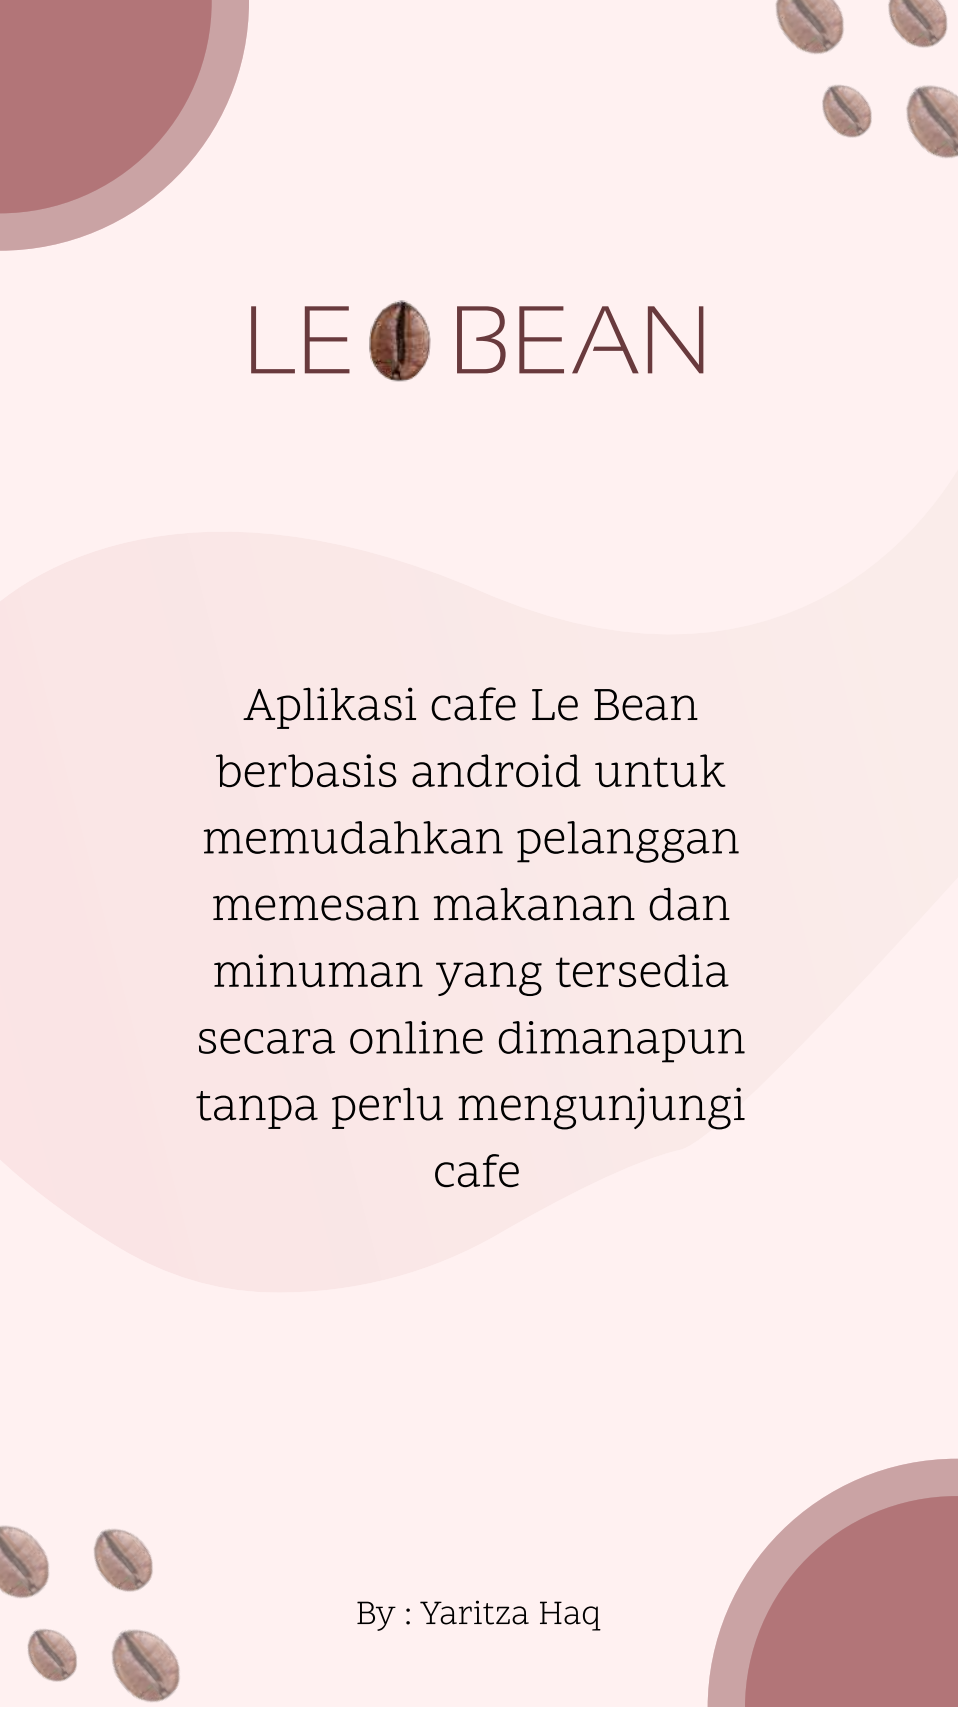 LE BEAN
Aplikasi cafe Le Bean
berbasis android untuk
memudahkan pelanggan
memesan makanan dan
minuman yang tersedia
secara online dimanapun
tanpa perlu mengunjungi
cafe
By : Yaritza Haq